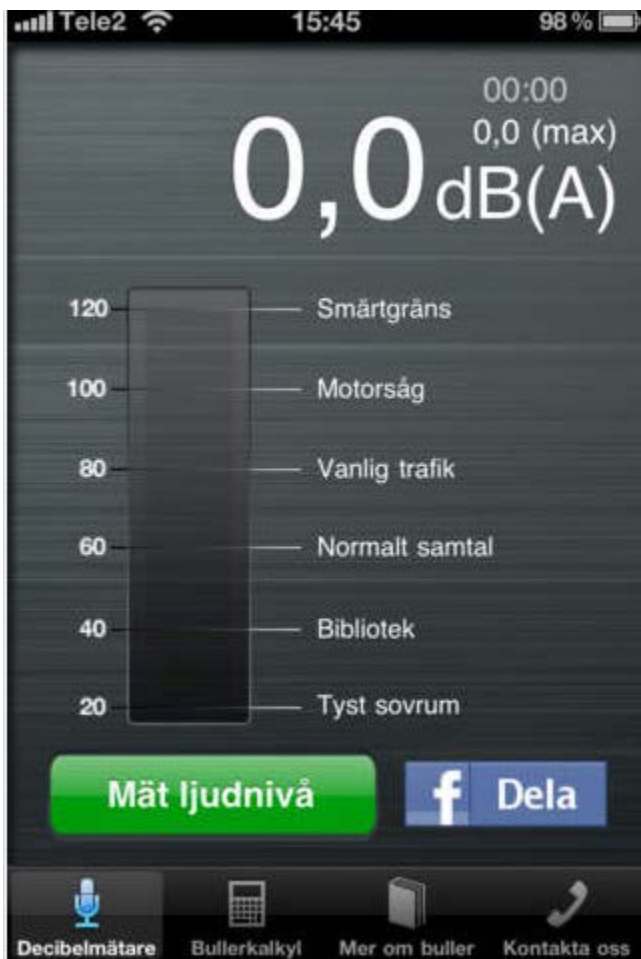 Tele2 15:45 98 %
00:00
0,0 (max)
0,0 dB(A)
120 Smärtgräns
100 Motorsåg
80 Vanlig trafik
60 Normalt samtal
40 Bibliotek
20 Tyst sovrum
Mät ljudnivå f Dela
Decibelmätare Bullerkalkyl Mer om buller Kontakta oss